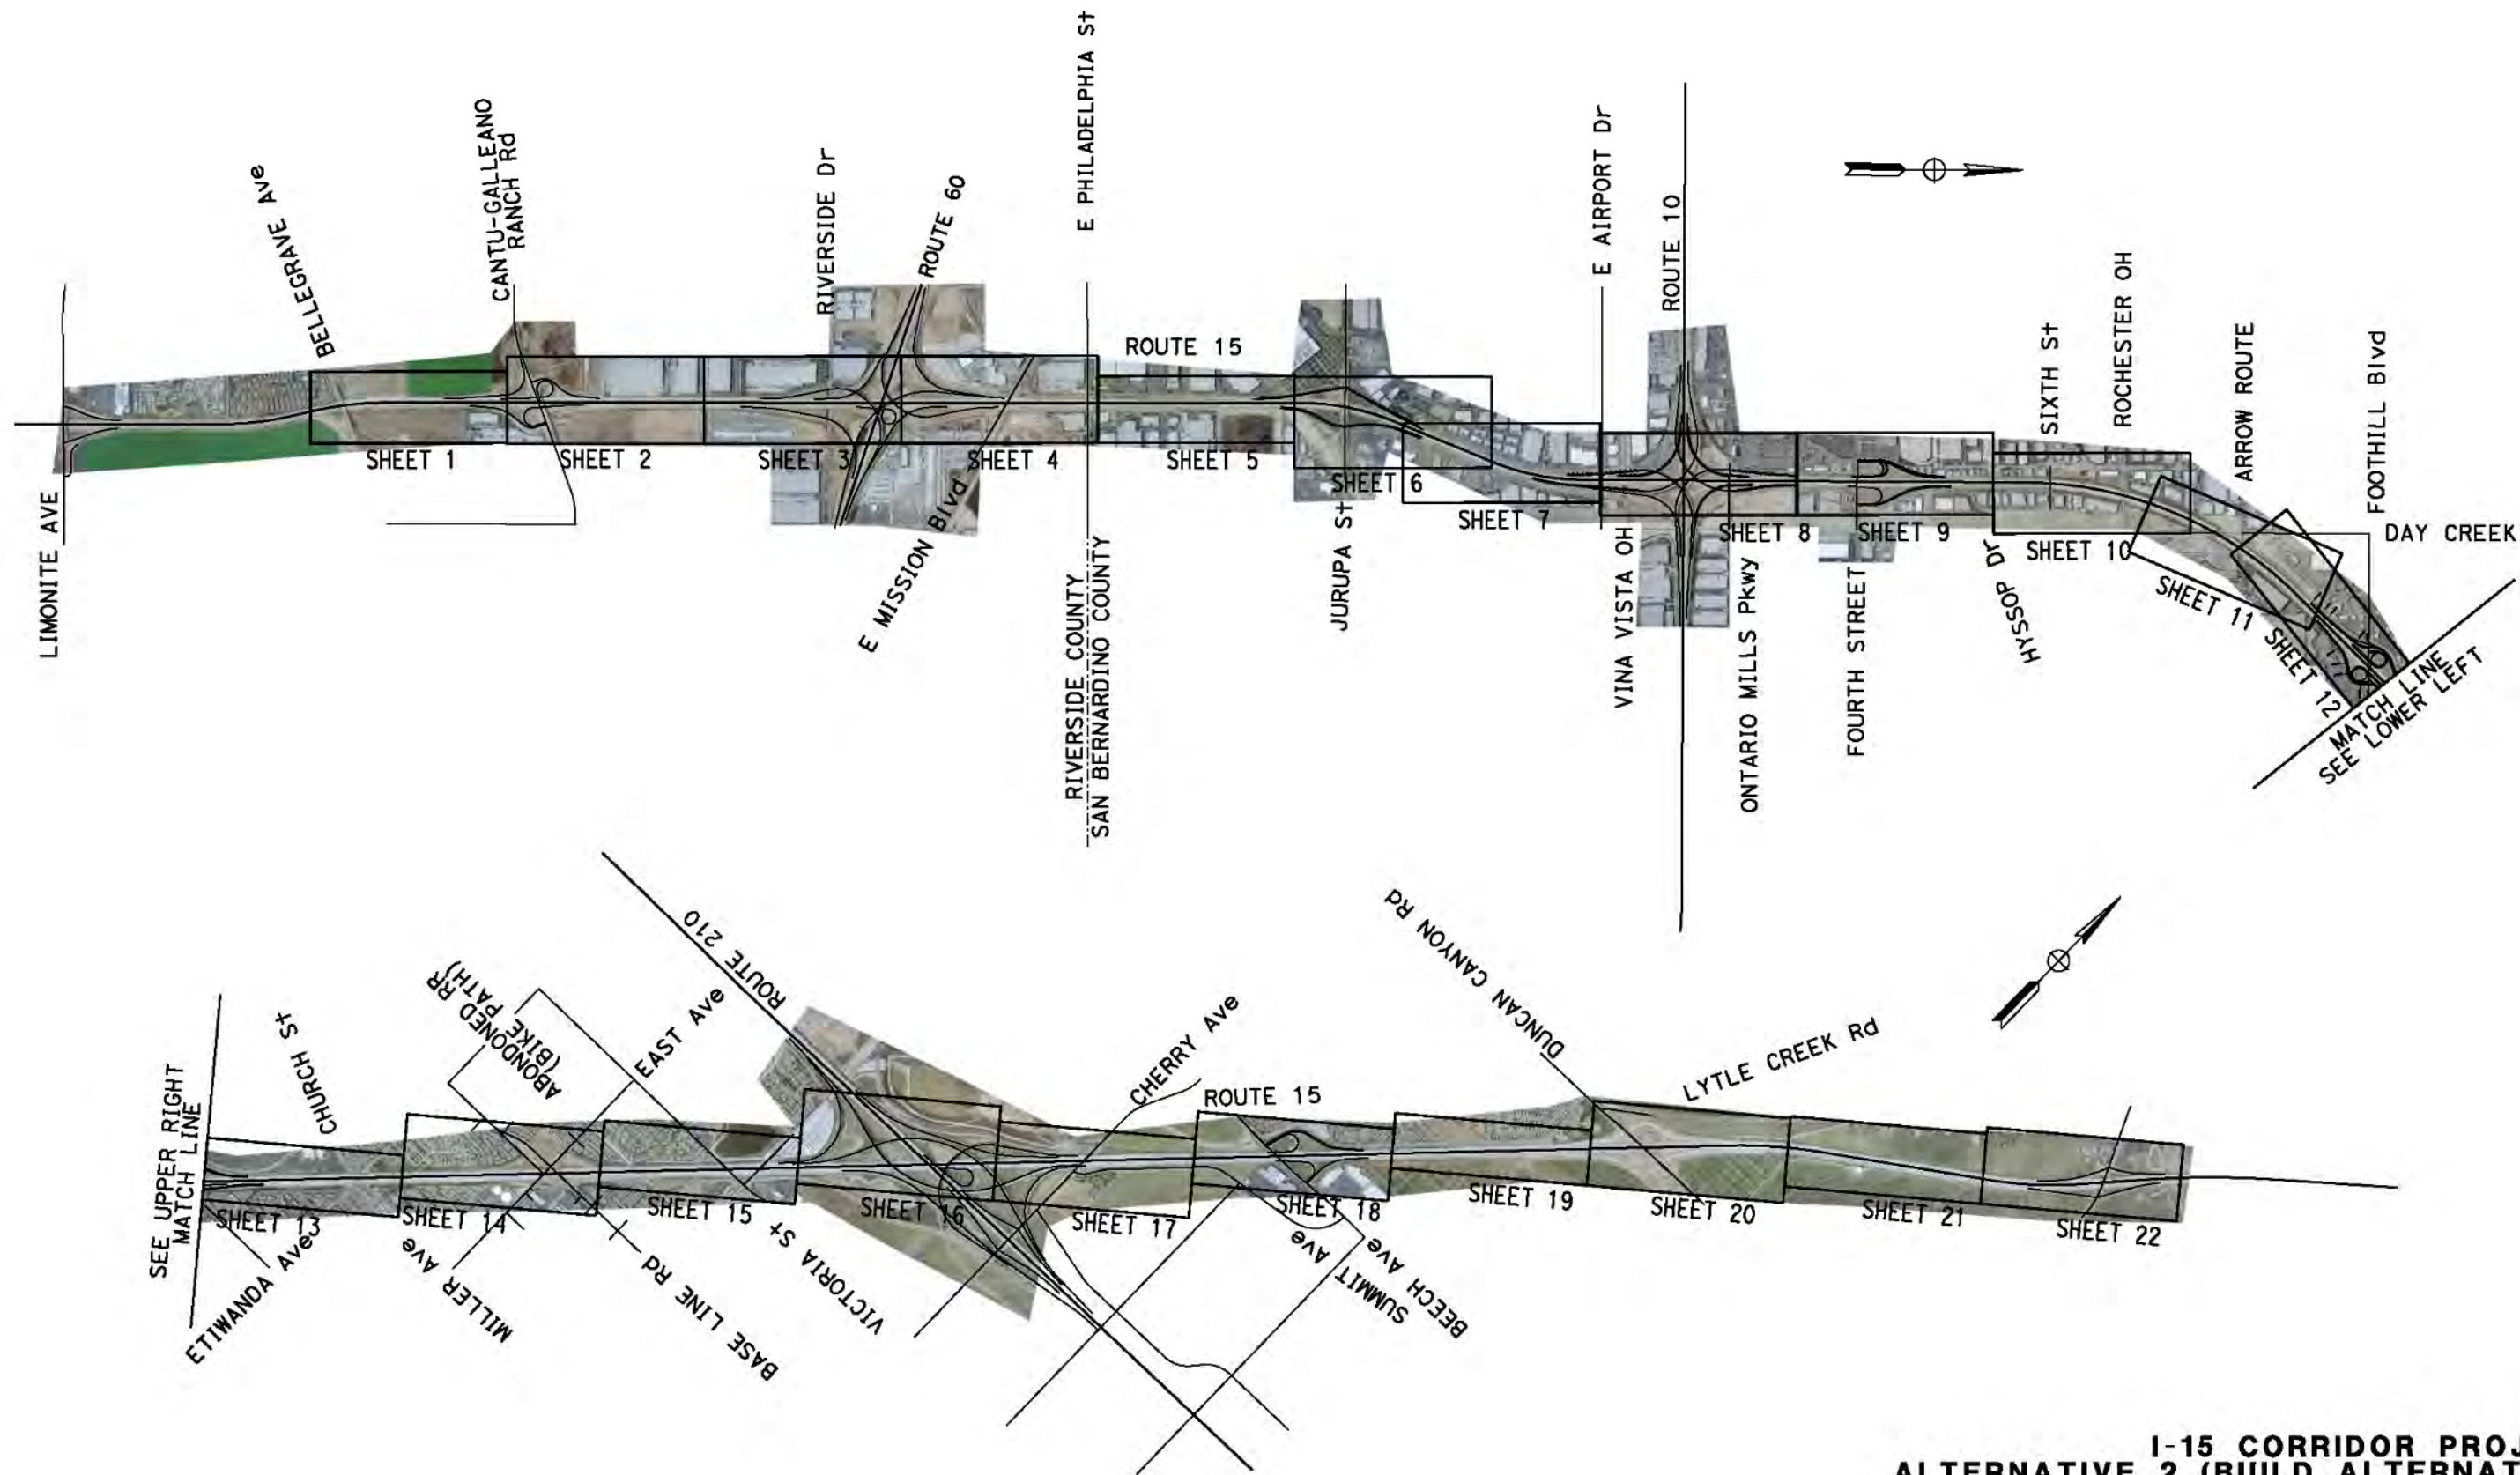 BELLEGRAVE Ave
CANTU-GALLEANO
RANCH Rd
RIVERSIDE Dr
ROUTE 60
E PHILADELPHIA St
E AIRPORT Dr
ROUTE 10
SIXTH St
ROCHESTER OH
ARROW ROUTE
FOOTHILL Blvd
ROUTE 15
DAY CREEK
LIMONITE AVE
SHEET 1
SHEET 2
SHEET 3
SHEET 4
SHEET 5
SHEET 6
SHEET 7
SHEET 8
SHEET 9
SHEET 10
SHEET 11
SHEET 12
E MISSION Blvd
RIVERSIDE COUNTY
SAN BERNARDINO COUNTY
JURUPA St
VINA VISTA OH
ONTARIO MILLS Pkwy
FOURTH STREET
HYSSOP Dr
MATCH LINE
SEE LOWER LEFT
SEE UPPER RIGHT
MATCH LINE
CHURCH St
ABONDONED RR
(BIKE PATH)
EAST Ave
ROUTE 210
CHERRY Ave
ROUTE 15
DUNCAN CANYON Rd
LYTLE CREEK Rd
SHEET 13
SHEET 14
SHEET 15
SHEET 16
SHEET 17
SHEET 18
SHEET 19
SHEET 20
SHEET 21
SHEET 22
ETIWANDA Ave
MILLER Ave
BASE LINE Rd
VICTORIA St
SUMMIT Ave
BEECH Ave
I-15 CORRIDOR PROJ
ALTERNATIVE 2 (BUILD ALTERNAT